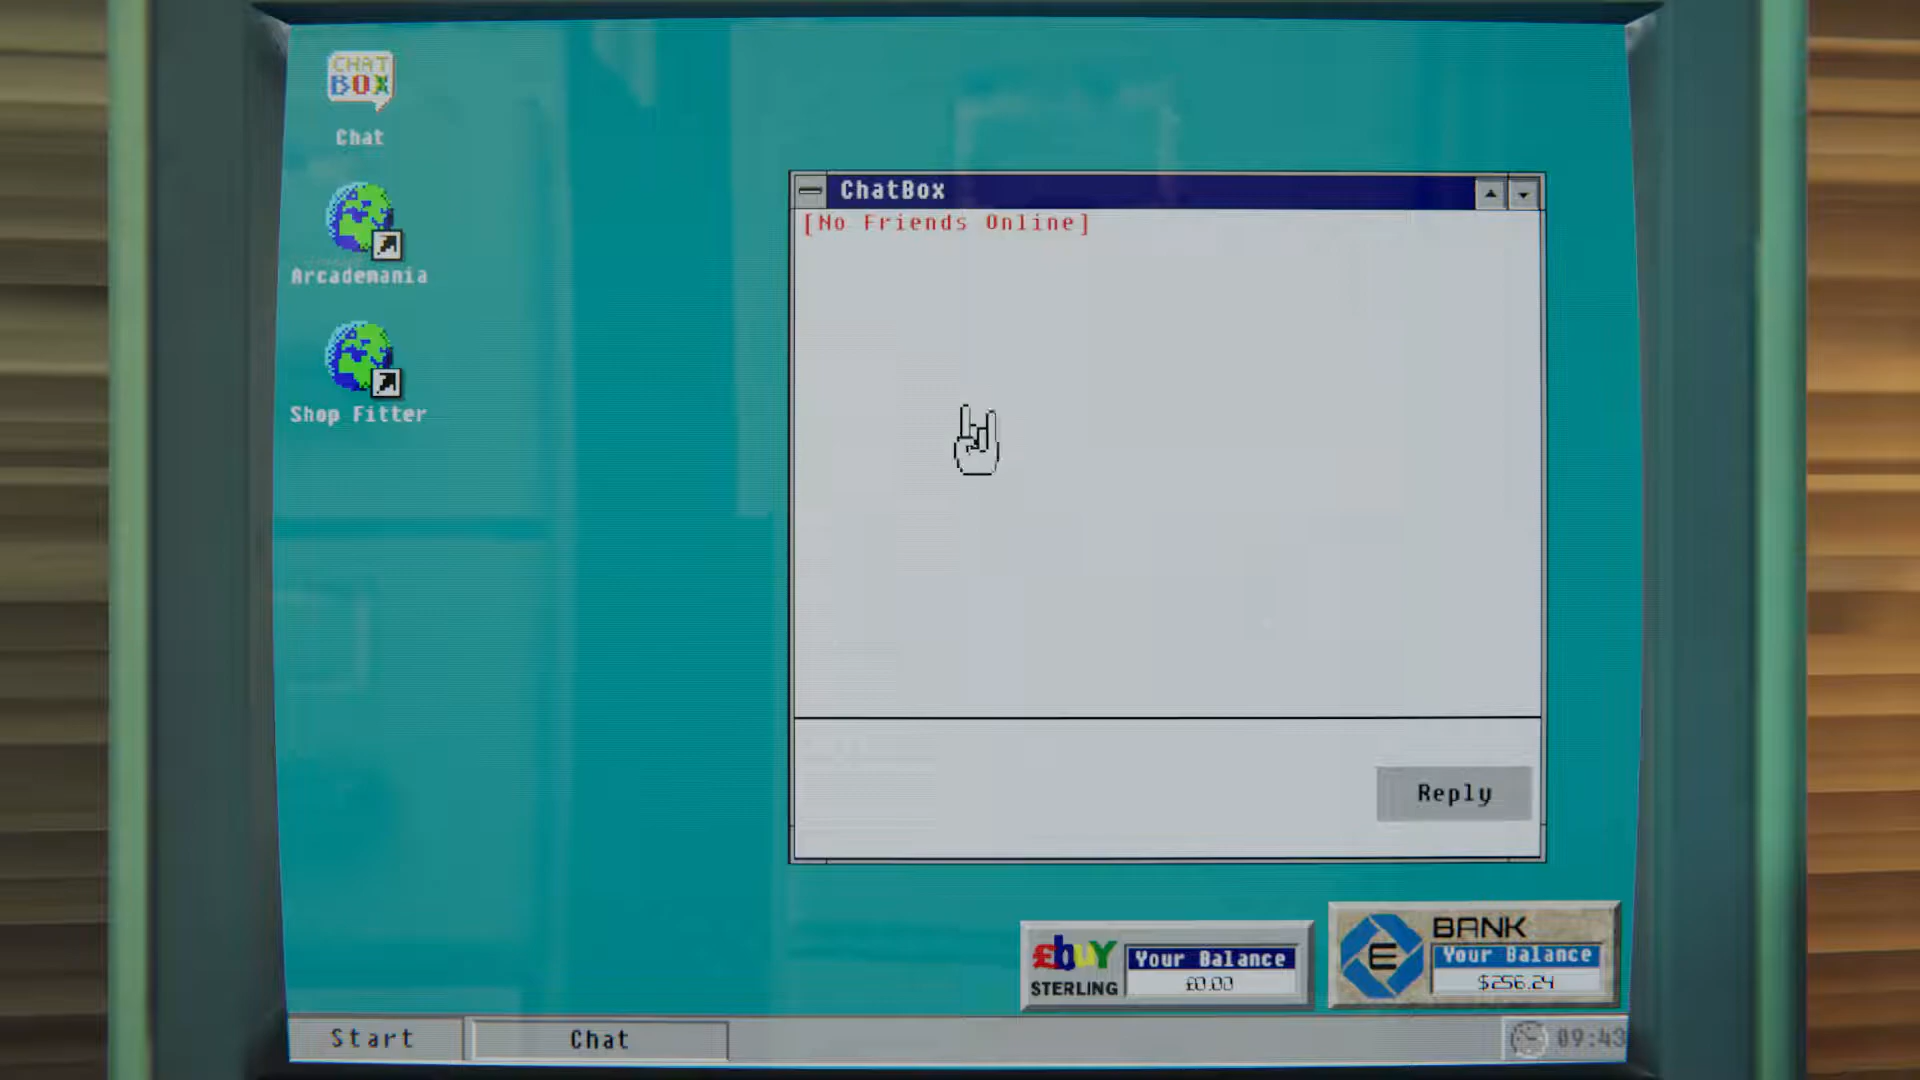 CHAT
BOX
Chat
Arcademania
Shop Fitter
ChatBox
[No Friends Online]
Reply
£buY
STERLING
Your Balance
£0.00
E
BANK
Your Balance
$256.24
Start
Chat
09:43